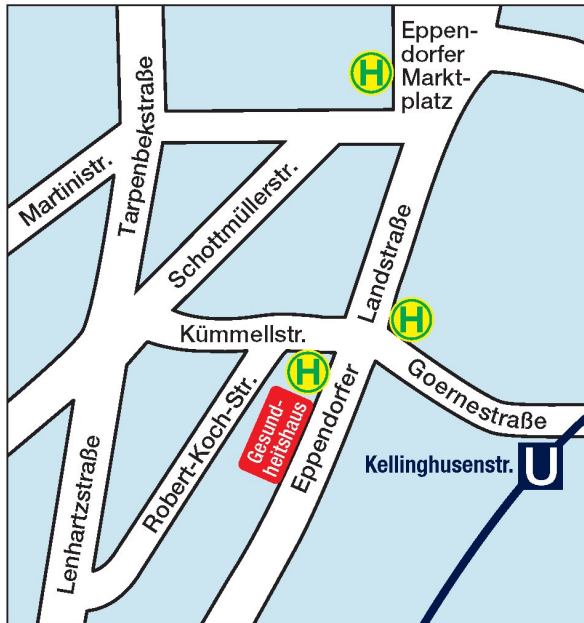 Eppen-
dorfer
Markt-
platz
H
Martinistr.
Tarpenbekstraße
Schottmüllerstr.
Landstraße
H
Kümmellstr.
H
Goernestraße
Gesund-
heitshaus
Robert-Koch-Str.
Eppendorfer
Kellinghusenstr.
U
Lenhartzstraße